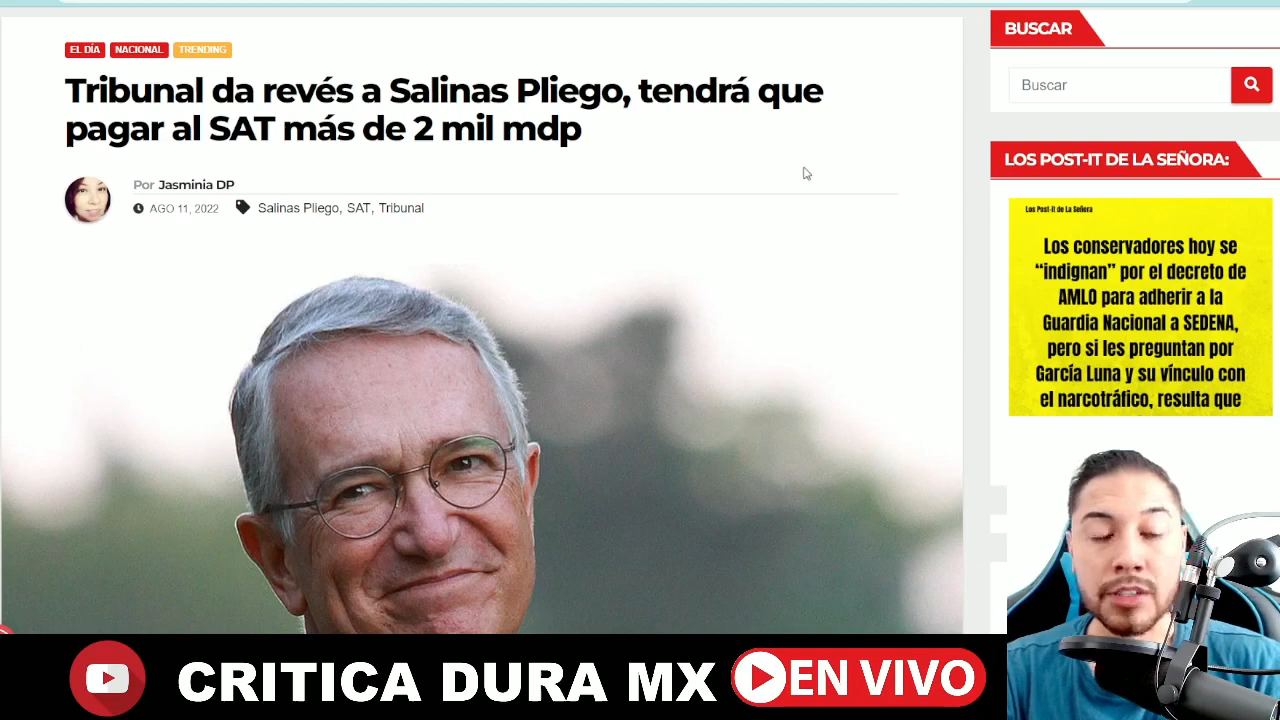 EL DÍA NACIONAL TRENDING
Tribunal da revés a Salinas Pliego, tendrá que
pagar al SAT más de 2 mil mdp
Por Jasminia DP
AGO 11, 2022 Salinas Pliego, SAT, Tribunal
BUSCAR
Buscar
LOS POST-IT DE LA SEÑORA:
Los Post-it de La Señora
Los conservadores hoy se
“indignan” por el decreto de
AMLO para adherir a la
Guardia Nacional a SEDENA,
pero si les preguntan por
García Luna y su vínculo con
el narcotráfico, resulta que
CRITICA DURA MX EN VIVO